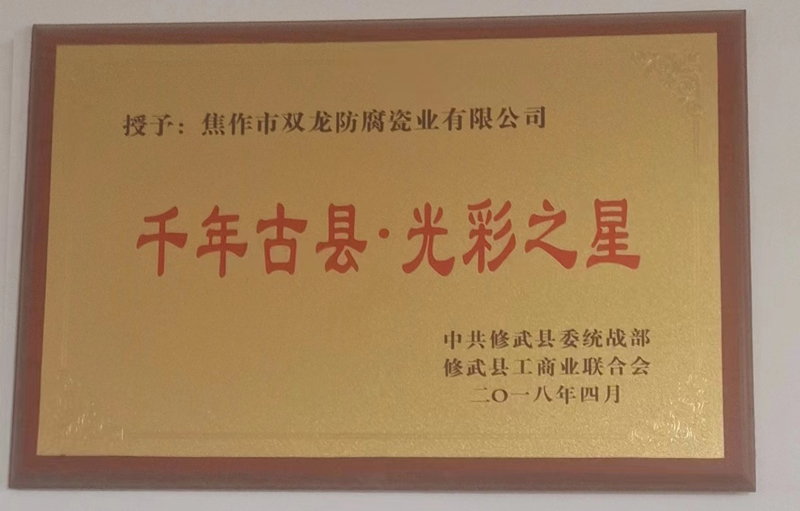 授予：焦作市双龙防腐瓷业有限公司
千年古县·光彩之星
中共修武县委统战部
修武县工商业联合会
二〇一八年四月